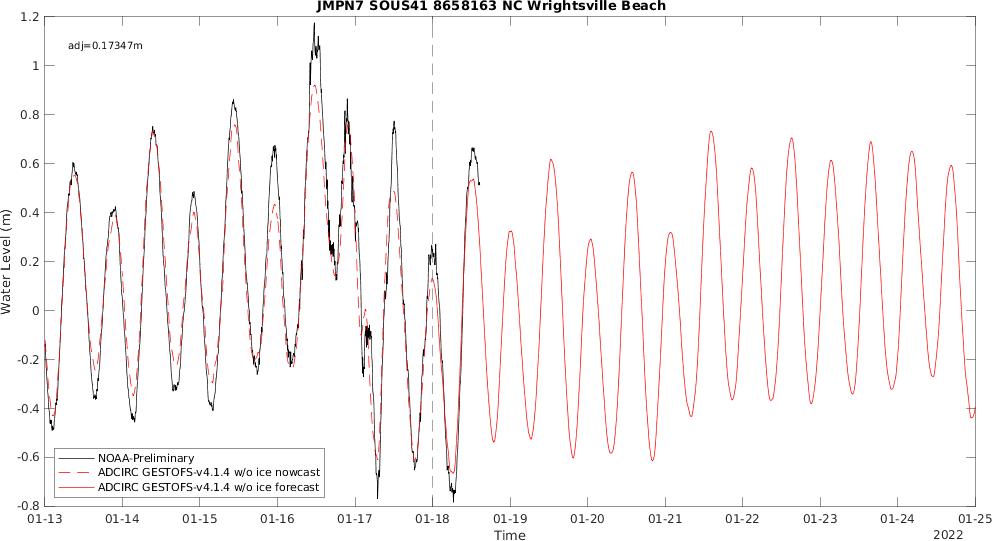 JMPN7 SOUS41 8658163 NC Wrightsville Beach
adj=0.17347m
1.2
1
0.8
0.6
0.4
0.2
0
-0.2
-0.4
-0.6
-0.8
Water Level (m)
NOAA-Preliminary
ADCIRC GESTOFS-v4.1.4 w/o ice nowcast
ADCIRC GESTOFS-v4.1.4 w/o ice forecast
01-13 01-14 01-15 01-16 01-17 01-18 01-19 01-20 01-21 01-22 01-23 01-24 01-25
Time
2022